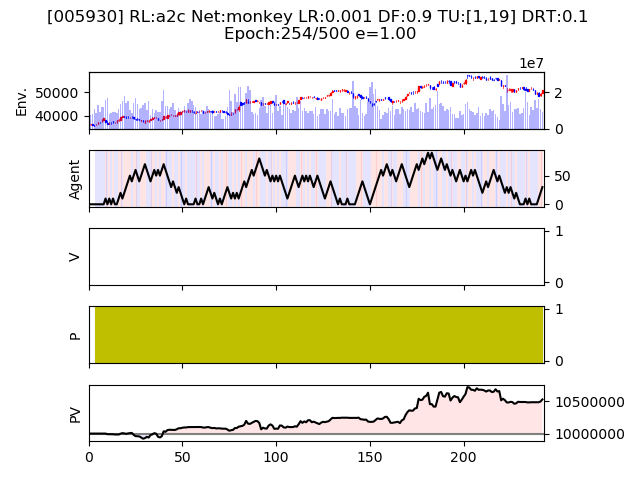 [005930] RL:a2c Net:monkey LR:0.001 DF:0.9 TU:[1,19] DRT:0.1
Epoch:254/500 e=1.00
1e7
Env.
50000
40000
2
0
Agent
50
0
V
1
0
P
1
0
PV
10500000
10000000
0 50 100 150 200